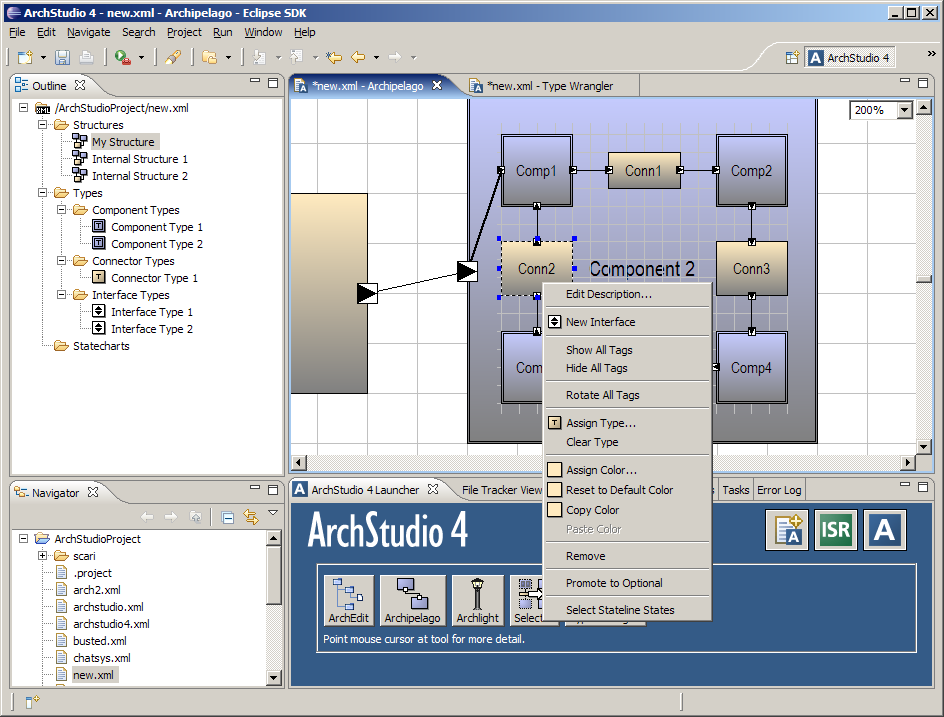 ArchStudio 4 - new.xml - Archipelago - Eclipse SDK
File Edit Navigate Search Project Run Window Help
ArchStudio 4
Outline
/ArchStudioProject/new.xml
Structures
My Structure
Internal Structure 1
Internal Structure 2
Types
Component Types
Component Type 1
Component Type 2
Connector Types
Connector Type 1
Interface Types
Interface Type 1
Interface Type 2
Statecharts
*new.xml - Archipelago
*new.xml - Type Wrangler
200%
Comp1 Conn1 Comp2
Conn2 Component 2 Conn3
Comp4
Edit Description...
New Interface
Show All Tags
Hide All Tags
Rotate All Tags
Assign Type...
Clear Type
Assign Color...
Reset to Default Color
Copy Color
Paste Color
Remove
Promote to Optional
Select Stateline States
Navigator
ArchStudioProject
scari
.project
arch2.xml
archstudio.xml
archstudio4.xml
busted.xml
chatsys.xml
new.xml
ArchStudio 4 Launcher File Tracker View Tasks Error Log
ArchStudio 4
ISR A
ArchEdit Archipelago Archlight
Point mouse cursor at tool for more detail.